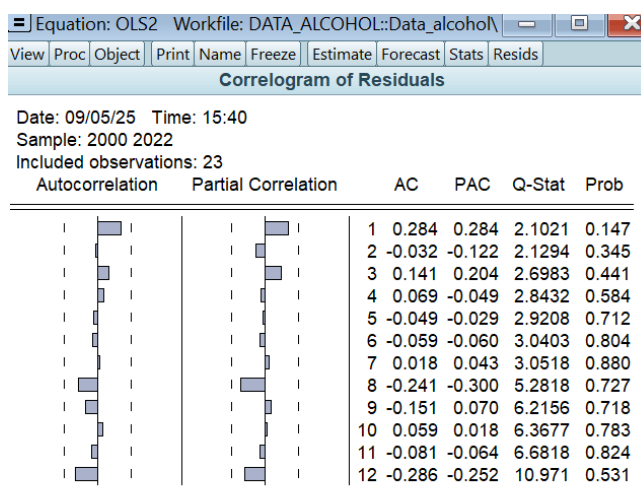 Equation: OLS2 Workfile: DATA_ALCOHOL::Data_alcohol\
View Proc Object Print Name Freeze Estimate Forecast Stats Resids
Correlogram of Residuals
Date: 09/05/25 Time: 15:40
Sample: 2000 2022
Included observations: 23
Autocorrelation Partial Correlation AC PAC Q-Stat Prob
1 0.284 0.284 2.1021 0.147
2 -0.032 -0.122 2.1294 0.345
3 0.141 0.204 2.6983 0.441
4 0.069 -0.049 2.8432 0.584
5 -0.049 -0.029 2.9208 0.712
6 -0.059 -0.060 3.0403 0.804
7 0.018 0.043 3.0518 0.880
8 -0.241 -0.300 5.2818 0.727
9 -0.151 0.070 6.2156 0.718
10 0.059 0.018 6.3677 0.783
11 -0.081 -0.064 6.6818 0.824
12 -0.286 -0.252 10.971 0.531